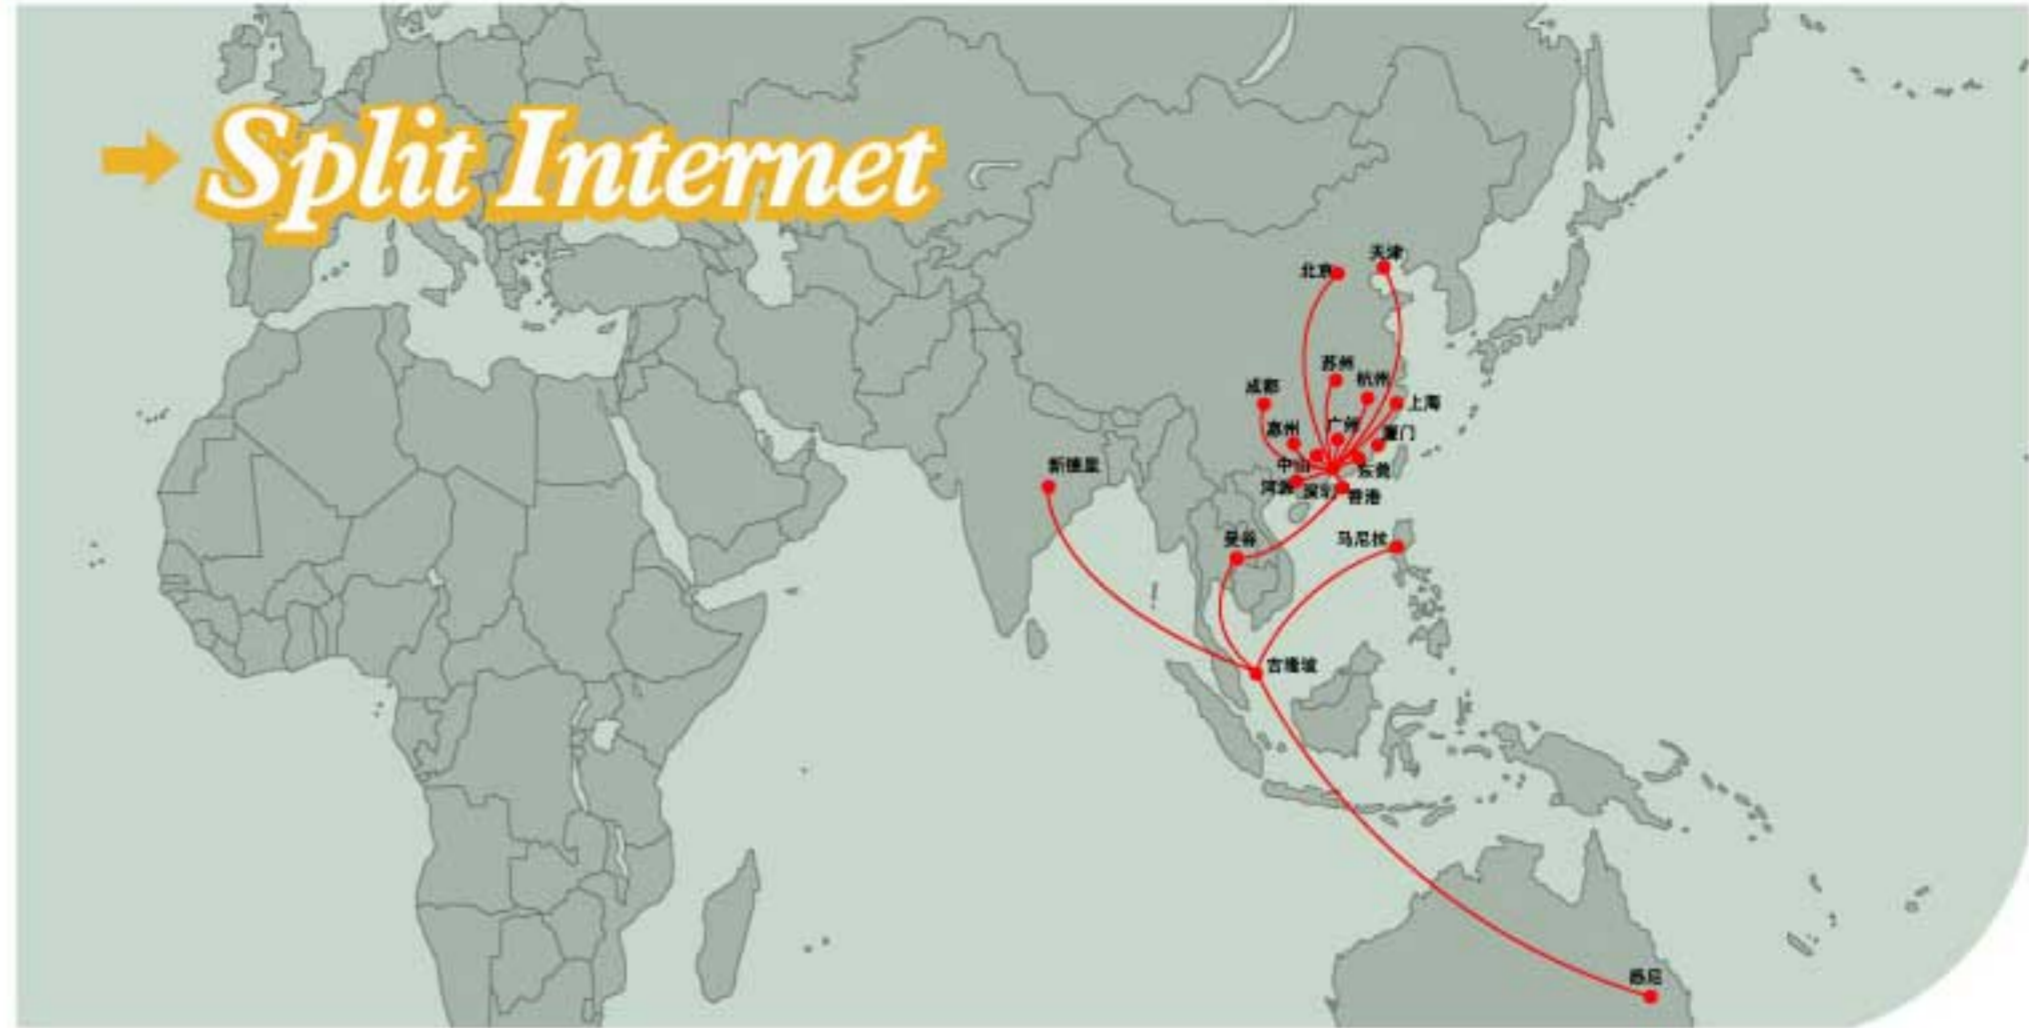 Split Internet
天津
北京
苏州
杭州
成都
上海
惠州
广州
厦门
中山
东莞
新德里
河源
深圳
香港
曼谷
马尼拉
吉隆坡
悉尼